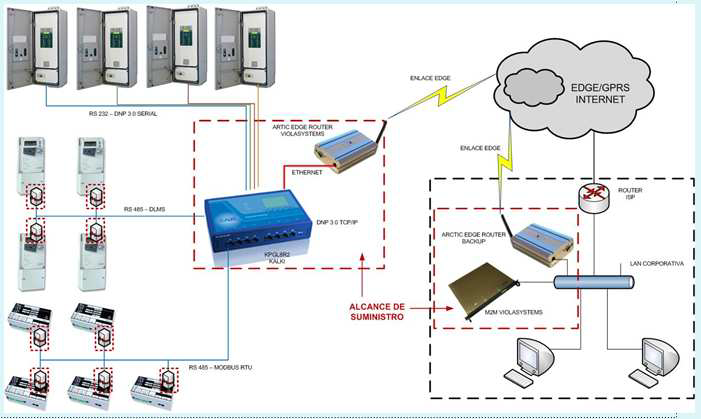 RS 232 – DNP 3.0 SERIAL
ENLACE EDGE
EDGE/GPRS
INTERNET
ARTIC EDGE ROUTER
VIOLASYSTEMS
ENLACE EDGE
ETHERNET
ROUTER
ISP
RS 485 – DLMS
DNP 3.0 TCP/IP
ARCTIC EDGE ROUTER
BACKUP
KPGL8R2
KALKI
LAN CORPORATIVA
ALCANCE DE
SUMINISTRO
M2M VIOLASYSTEMS
RS 485 – MODBUS RTU